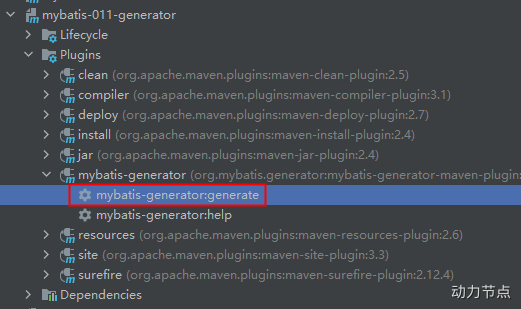 mybatis-011-generator
Lifecycle
Plugins
clean (org.apache.maven.plugins:maven-clean-plugin:2.5)
compiler (org.apache.maven.plugins:maven-compiler-plugin:3.1)
deploy (org.apache.maven.plugins:maven-deploy-plugin:2.7)
install (org.apache.maven.plugins:maven-install-plugin:2.4)
jar (org.apache.maven.plugins:maven-jar-plugin:2.4)
mybatis-generator (org.mybatis.generator:mybatis-generator-maven-plugin:
mybatis-generator:generate
mybatis-generator:help
resources (org.apache.maven.plugins:maven-resources-plugin:2.6)
site (org.apache.maven.plugins:maven-site-plugin:3.3)
surefire (org.apache.maven.plugins:maven-surefire-plugin:2.12.4)
Dependencies
动力节点